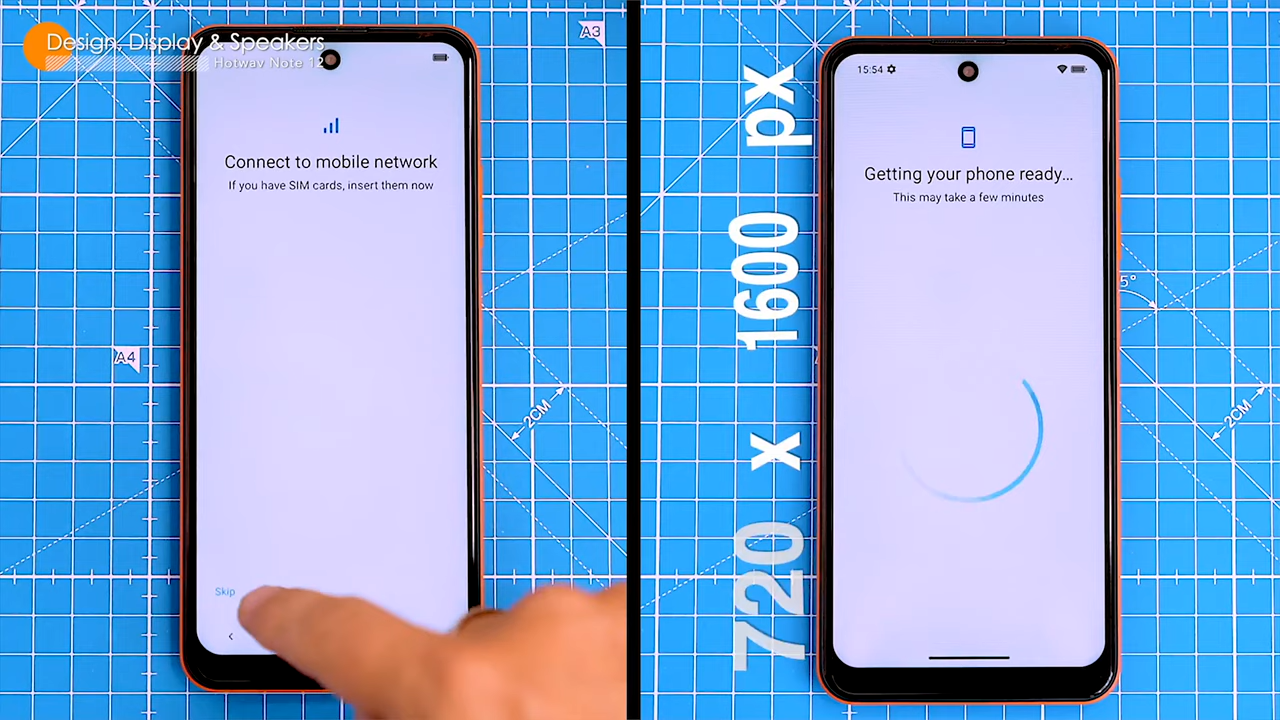 Design, Display & Speakers
Hotwav Note 12
A3
A4
2CM
Connect to mobile network
If you have SIM cards, insert them now
Skip
720 x 1600 px
15:54
Getting your phone ready...
This may take a few minutes
2CM